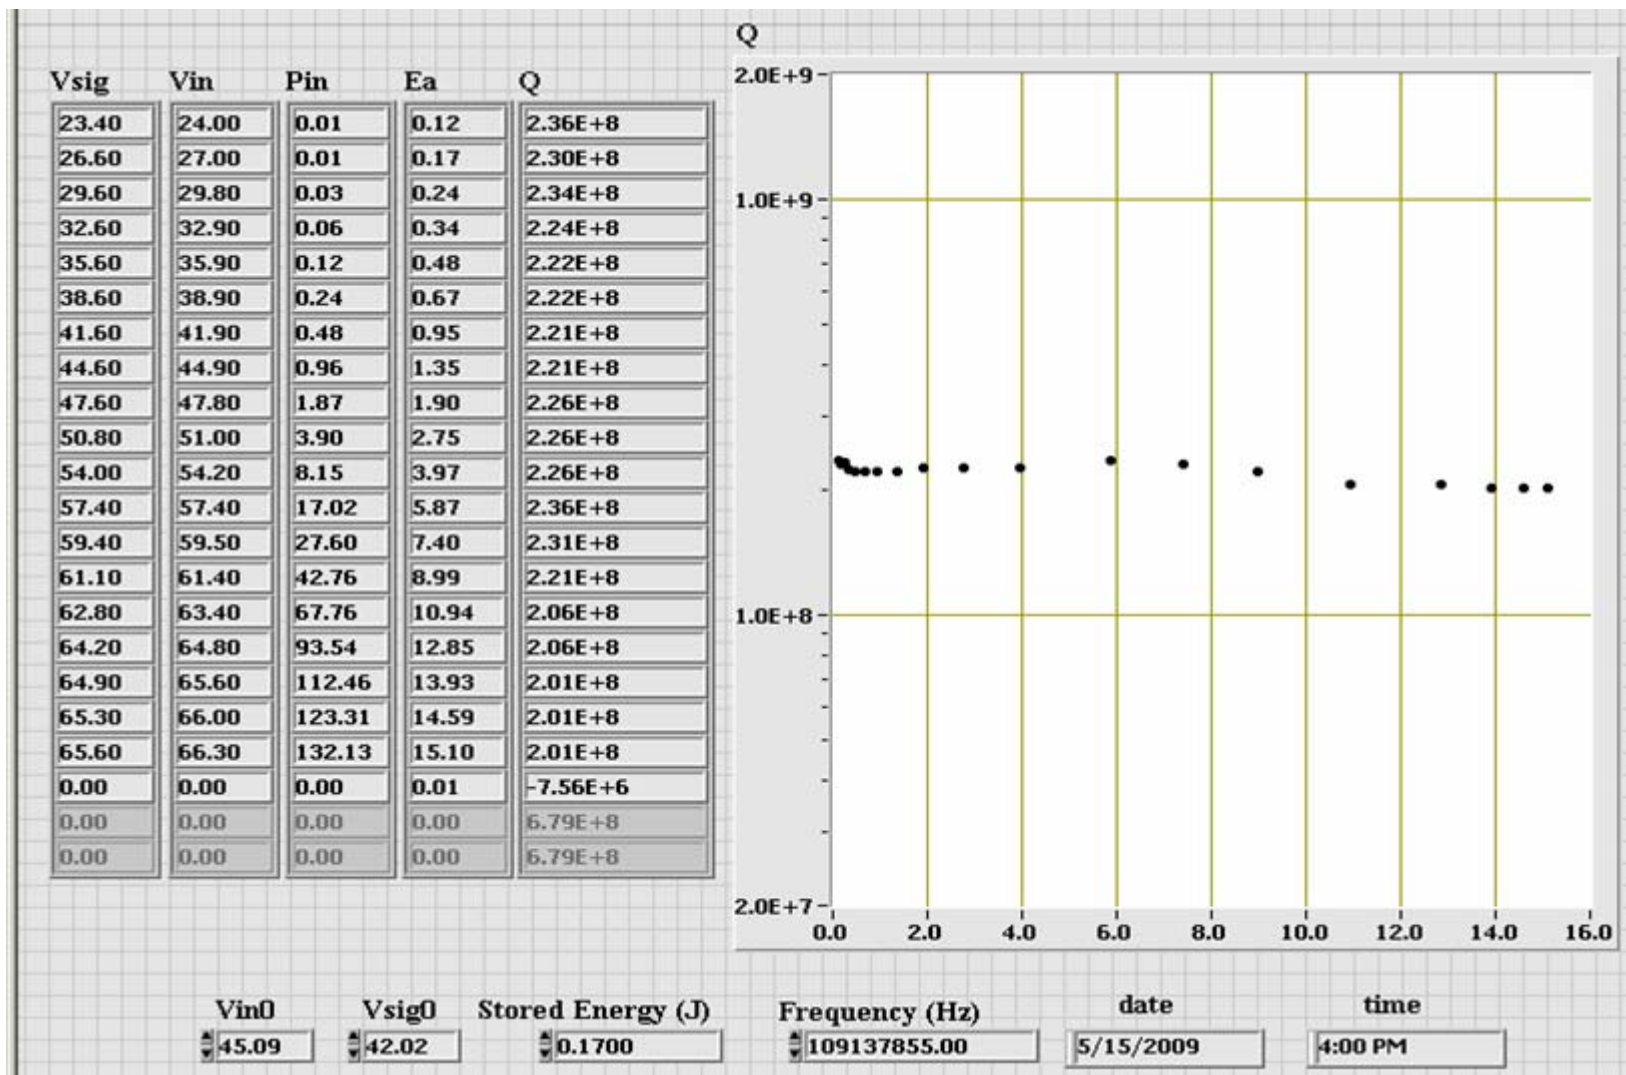 Q
Vsig Vin Pin Ea Q
23.40 24.00 0.01 0.12 2.36E+8
26.60 27.00 0.01 0.17 2.30E+8
29.60 29.80 0.03 0.24 2.34E+8
32.60 32.90 0.06 0.34 2.24E+8
35.60 35.90 0.12 0.48 2.22E+8
38.60 38.90 0.24 0.67 2.22E+8
41.60 41.90 0.48 0.95 2.21E+8
44.60 44.90 0.96 1.35 2.21E+8
47.60 47.80 1.87 1.90 2.26E+8
50.80 51.00 3.90 2.75 2.26E+8
54.00 54.20 8.15 3.97 2.26E+8
57.40 57.40 17.02 5.87 2.36E+8
59.40 59.50 27.60 7.40 2.31E+8
61.10 61.40 42.76 8.99 2.21E+8
62.80 63.40 67.76 10.94 2.06E+8
64.20 64.80 93.54 12.85 2.06E+8
64.90 65.60 112.46 13.93 2.01E+8
65.30 66.00 123.31 14.59 2.01E+8
65.60 66.30 132.13 15.10 2.01E+8
0.00 0.00 0.00 0.01 -7.56E+6
0.00 0.00 0.00 0.00 6.79E+8
0.00 0.00 0.00 0.00 6.79E+8
2.0E+9
1.0E+9
1.0E+8
2.0E+7
0.0 2.0 4.0 6.0 8.0 10.0 12.0 14.0 16.0
Vin0 Vsig0 Stored Energy (J) Frequency (Hz) date time
45.09 42.02 0.1700 109137855.00 5/15/2009 4:00 PM